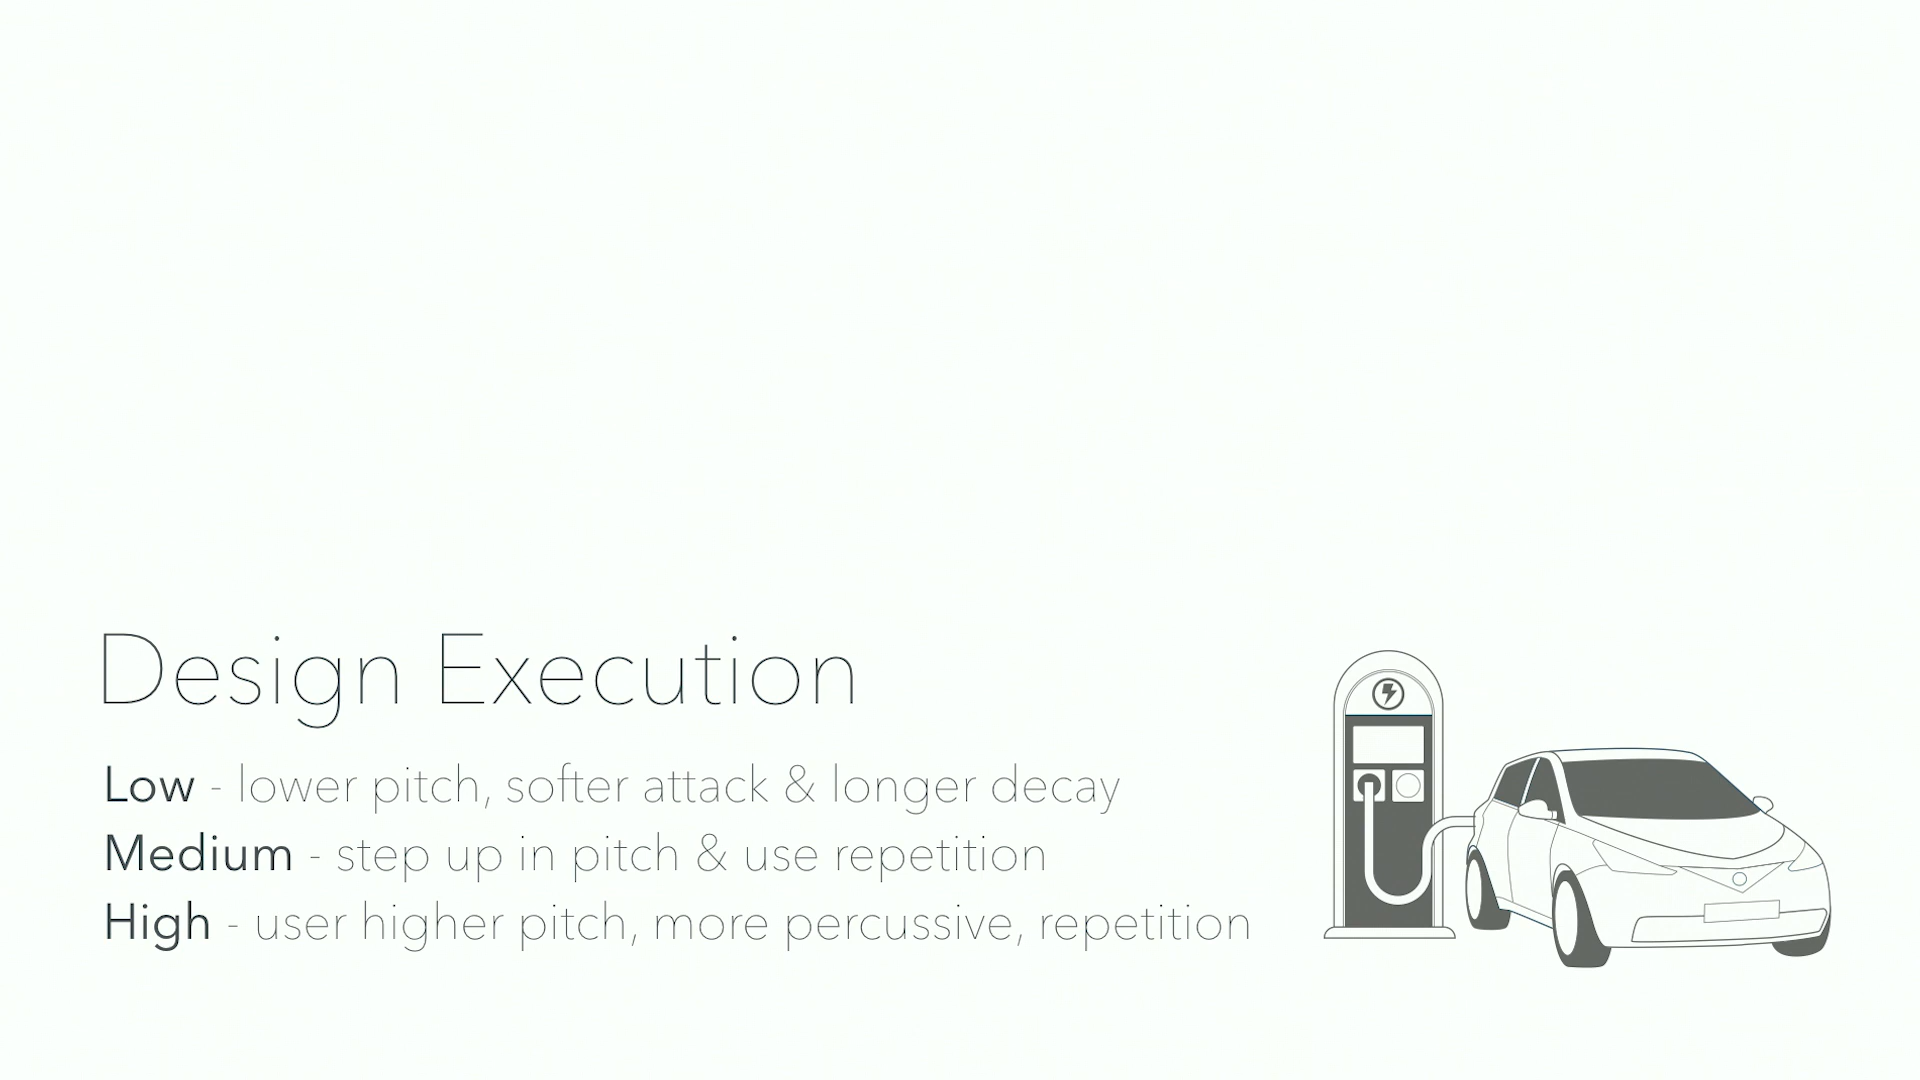 Design Execution
Low - lower pitch, softer attack & longer decay
Medium - step up in pitch & use repetition
High - user higher pitch, more percussive, repetition